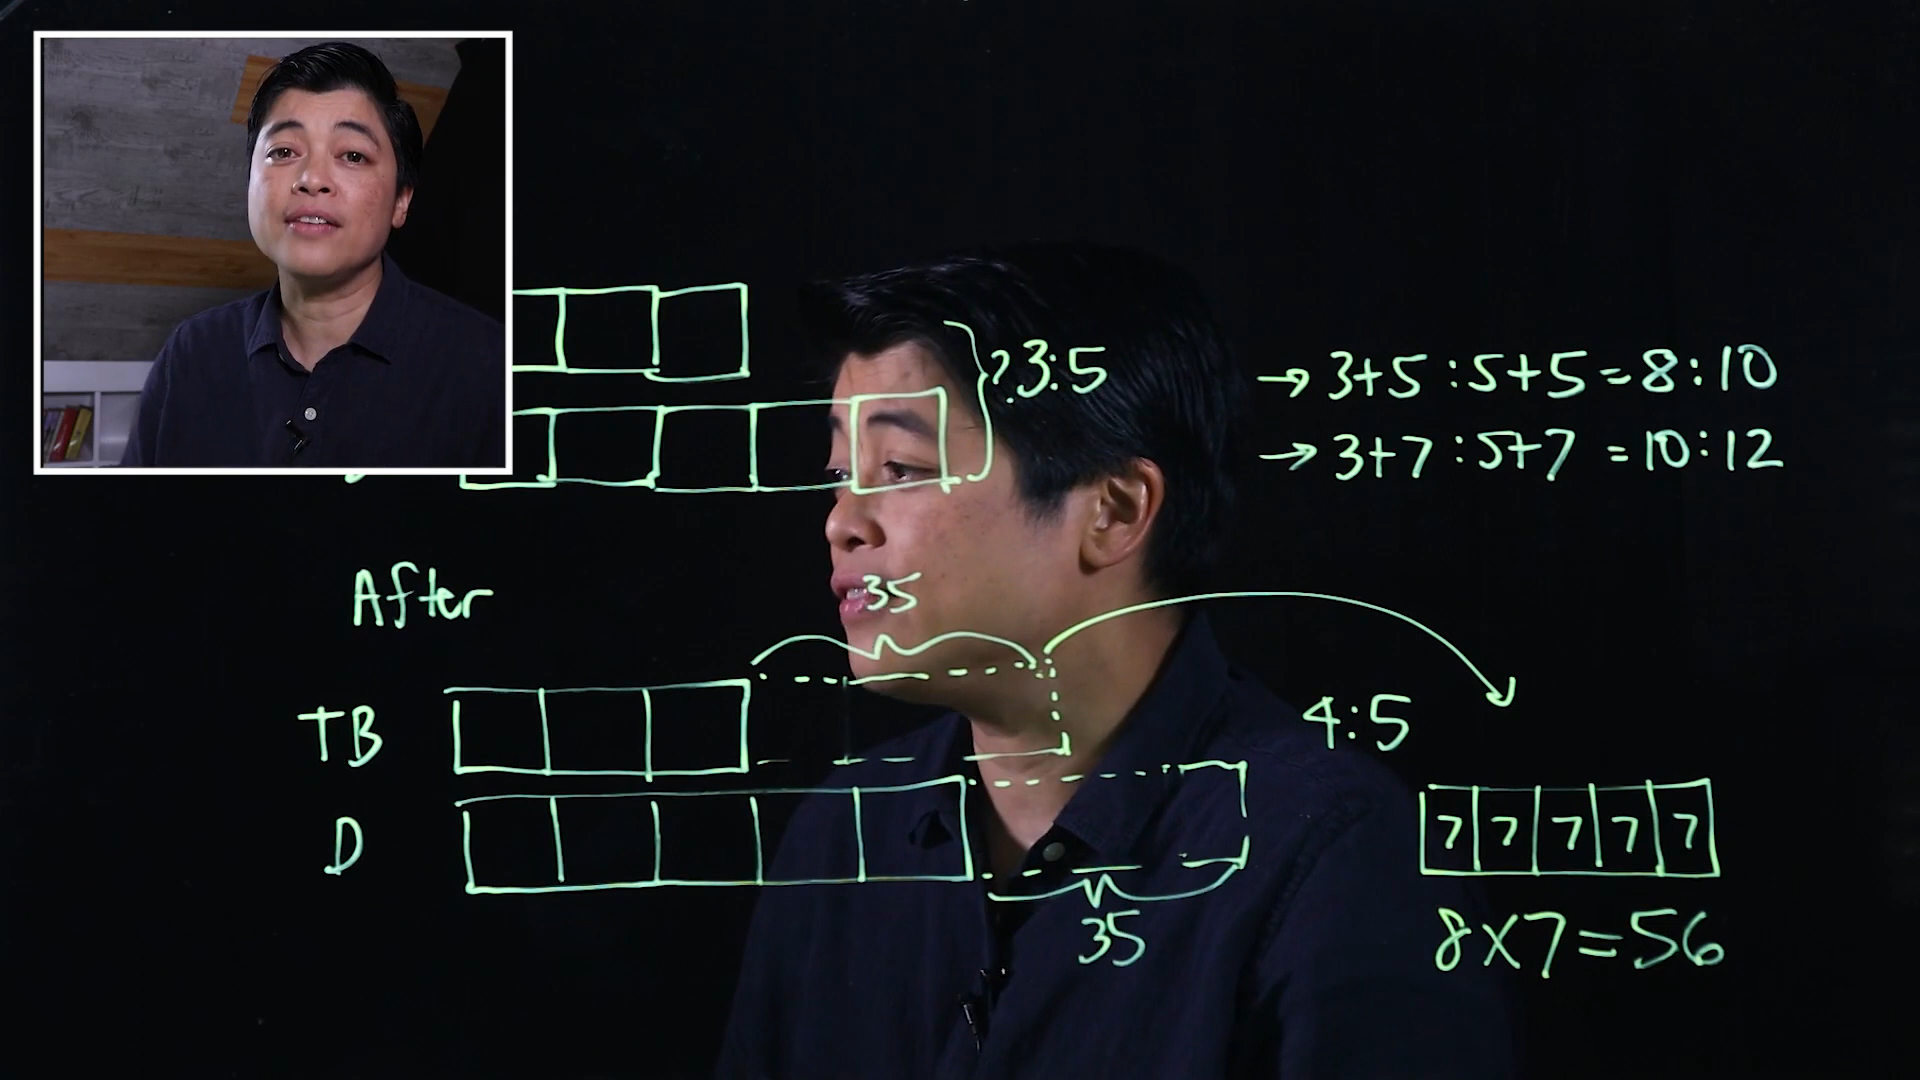 ?
3:5
→ 3+5 : 5+5 = 8:10
→ 3+7 : 5+7 = 10:12
After
35
TB
4:5
D
7 7 7 7 7
35
8×7=56